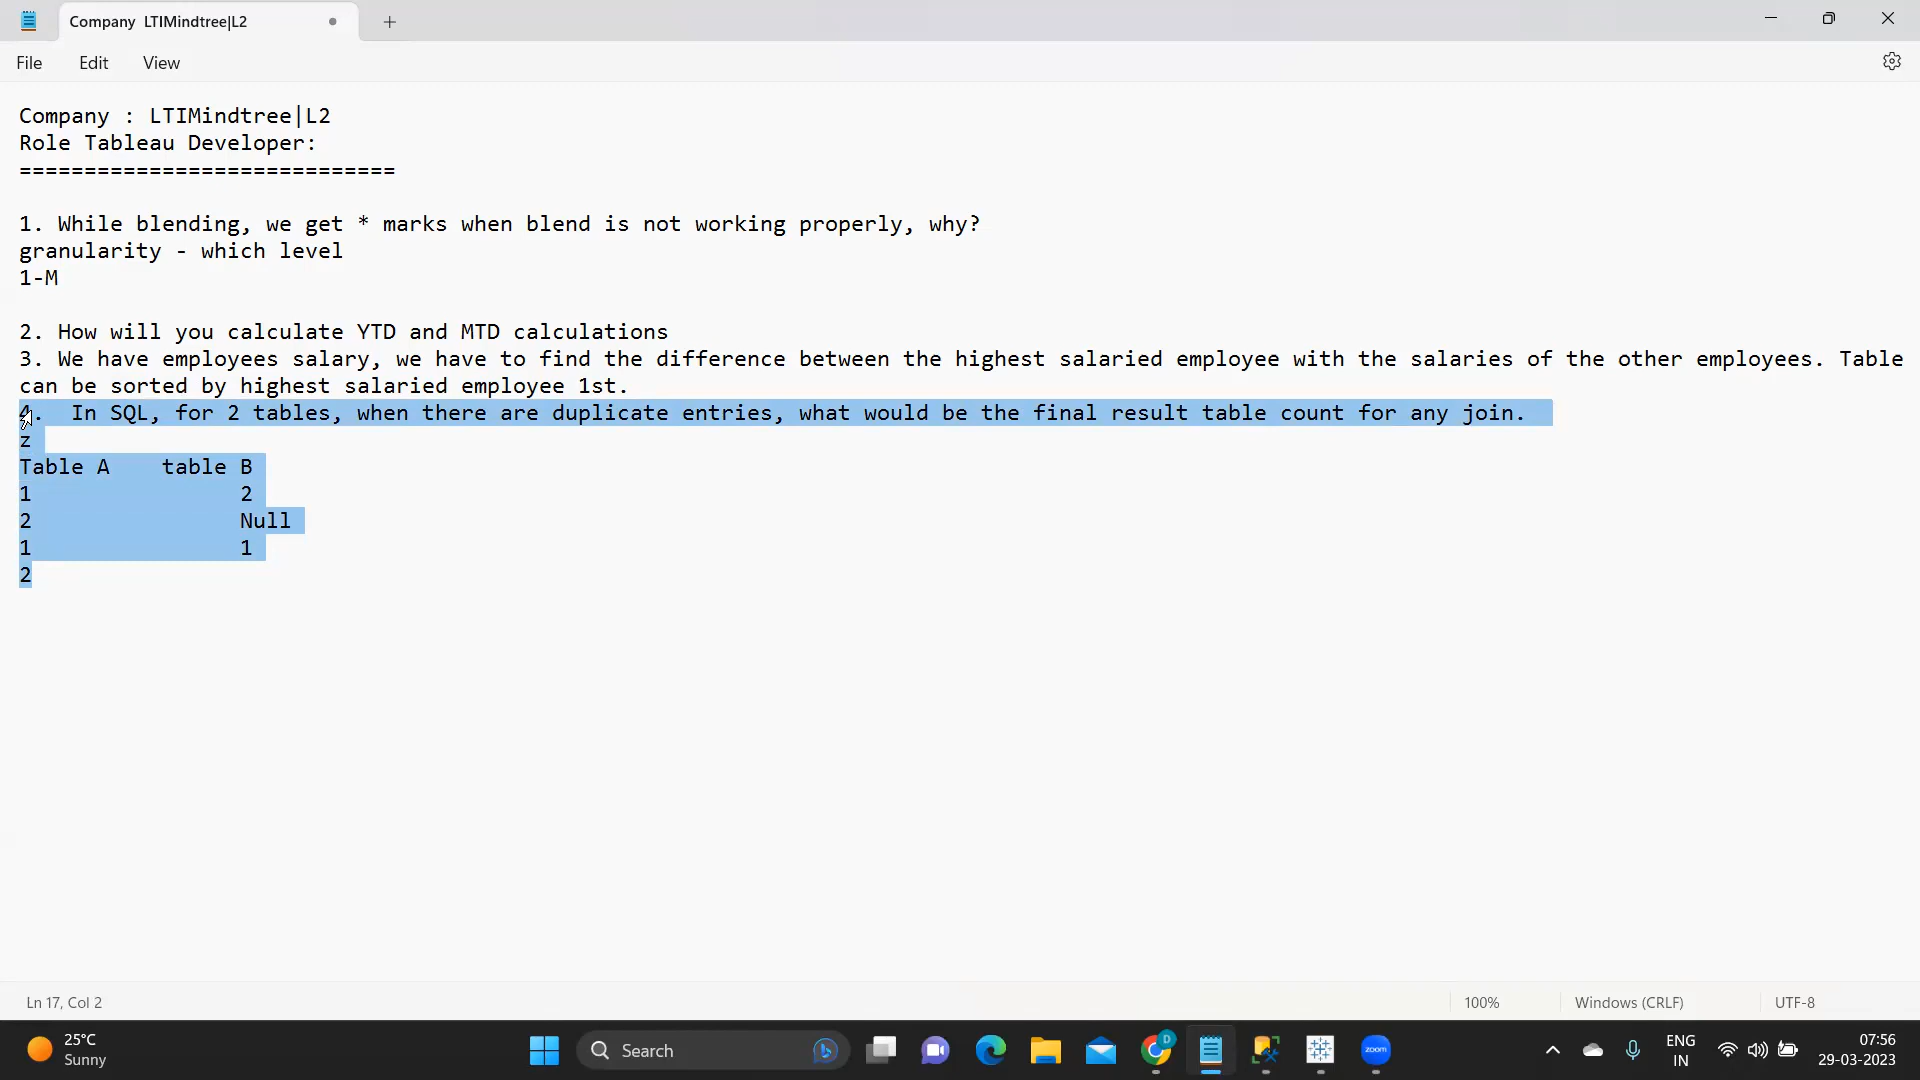 Company LTIMindtree|L2
File Edit View
Company : LTIMindtree|L2
Role Tableau Developer:
=============================
1. While blending, we get * marks when blend is not working properly, why?
granularity - which level
1-M
2. How will you calculate YTD and MTD calculations
3. We have employees salary, we have to find the difference between the highest salaried employee with the salaries of the other employees. Table
can be sorted by highest salaried employee 1st.
4. In SQL, for 2 tables, when there are duplicate entries, what would be the final result table count for any join.
z
Table A table B
1 2
2 Null
1 1
2
Ln 17, Col 2 100% Windows (CRLF) UTF-8
25°C
Sunny
Search
D
zoom
ENG
IN
07:56
29-03-2023